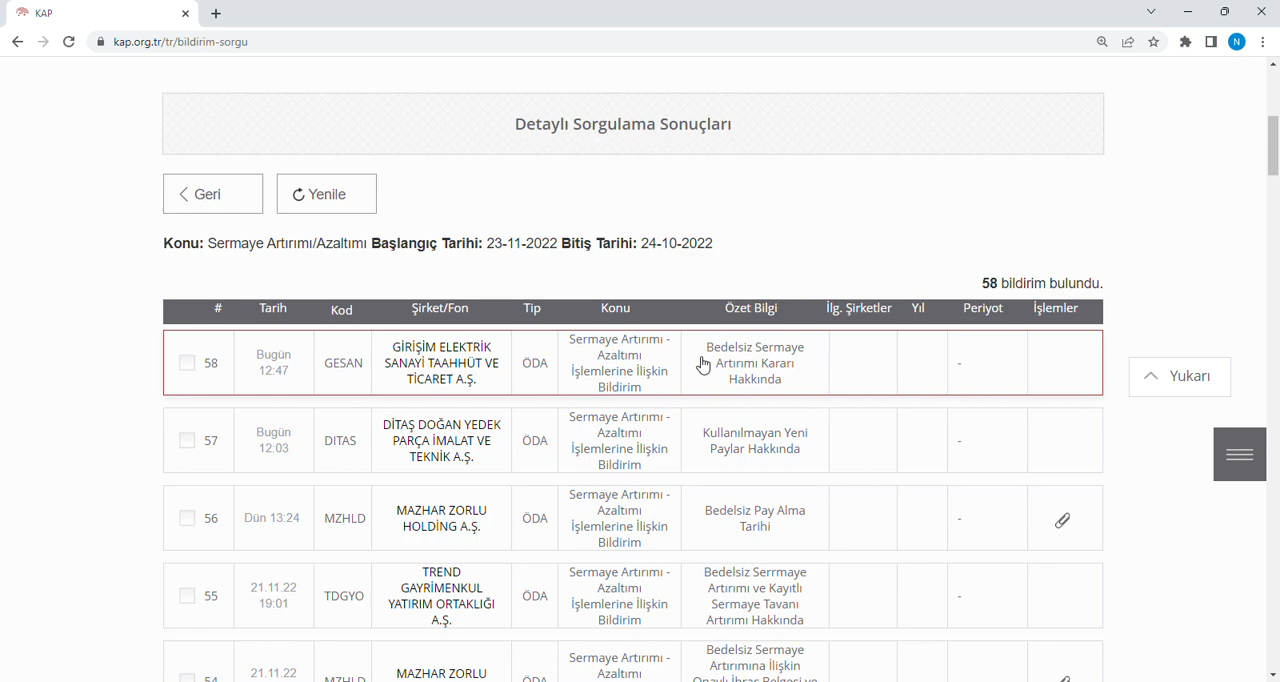 KAP
kap.org.tr/tr/bildirim-sorgu
N
Detaylı Sorgulama Sonuçları
Geri
Yenile
Konu: Sermaye Artırımı/Azaltımı Başlangıç Tarihi: 23-11-2022 Bitiş Tarihi: 24-10-2022
58 bildirim bulundu.
# Tarih Kod Şirket/Fon Tip Konu Özet Bilgi İlg. Şirketler Yıl Periyot İşlemler
58
Bugün
12:47
GESAN
GİRİŞİM ELEKTRİK
SANAYİ TAAHHÜT VE
TİCARET A.Ş.
ÖDA
Sermaye Artırımı -
Azaltımı
İşlemlerine İlişkin
Bildirim
Bedelsiz Sermaye
Artırımı Kararı
Hakkında
-
Yukarı
57
Bugün
12:03
DITAS
DİTAŞ DOĞAN YEDEK
PARÇA İMALAT VE
TEKNİK A.Ş.
ÖDA
Sermaye Artırımı -
Azaltımı
İşlemlerine İlişkin
Bildirim
Kullanılmayan Yeni
Paylar Hakkında
-
56
Dün 13:24
MZHLD
MAZHAR ZORLU
HOLDİNG A.Ş.
ÖDA
Sermaye Artırımı -
Azaltımı
İşlemlerine İlişkin
Bildirim
Bedelsiz Pay Alma
Tarihi
-
55
21.11.22
19:01
TDGYO
TREND
GAYRİMENKUL
YATIRIM ORTAKLIĞI
A.Ş.
ÖDA
Sermaye Artırımı -
Azaltımı
İşlemlerine İlişkin
Bildirim
Bedelsiz Serrmaye
Artırımı ve Kayıtlı
Sermaye Tavanı
Artırımı Hakkında
-
54
21.11.22
MZHLD
MAZHAR ZORLU
ÖDA
Sermaye Artırımı -
Azaltımı
Bedelsiz Sermaye
Artırımına İlişkin
Onaylı İhraç Belgesi ve